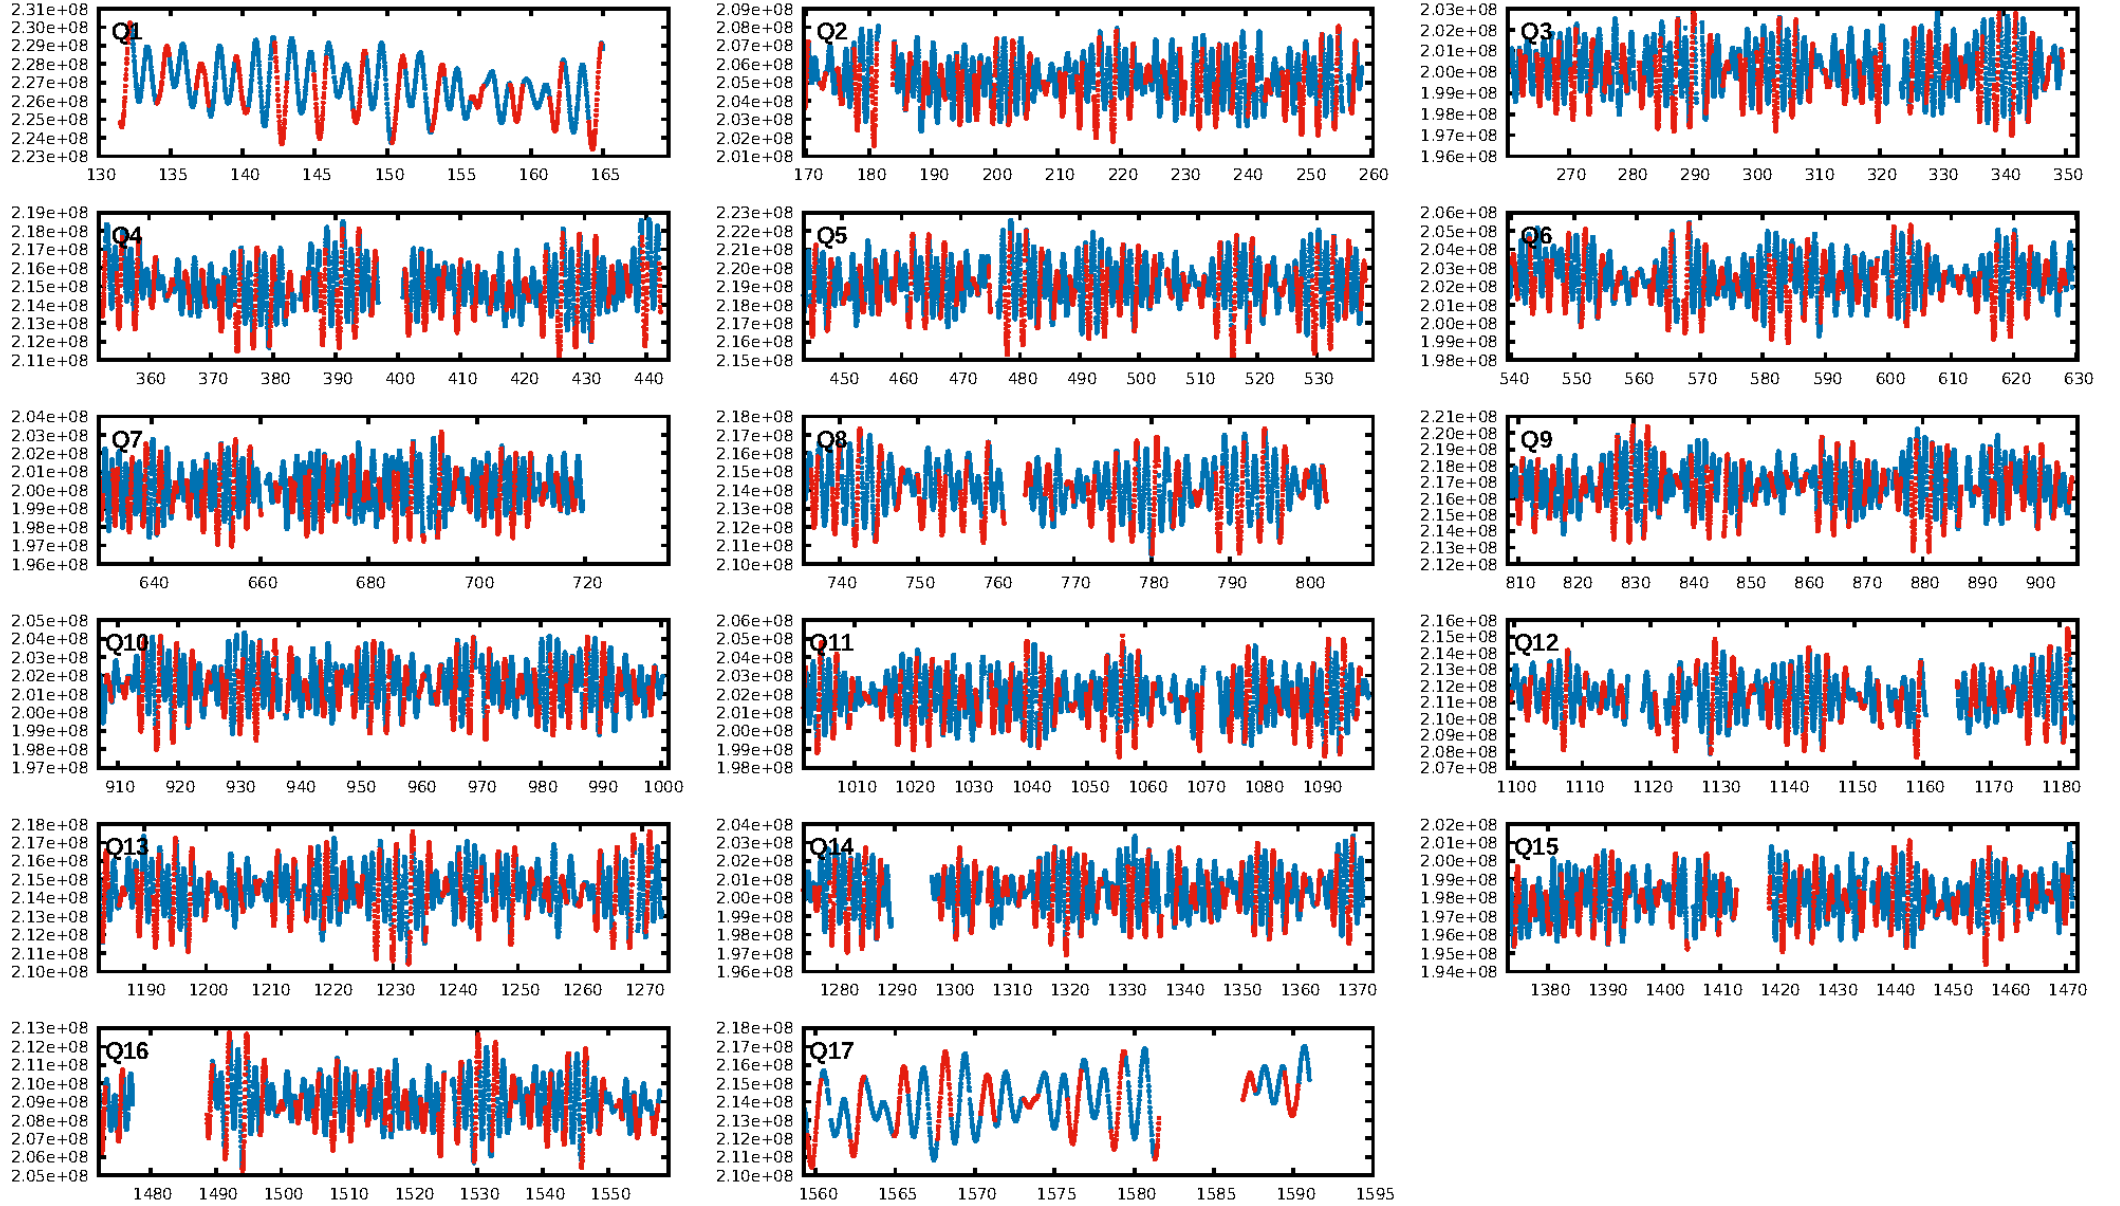 2.31e+08
2.30e+08
2.29e+08
2.28e+08
2.27e+08
2.26e+08
2.25e+08
2.24e+08
2.23e+08
Q1
130 135 140 145 150 155 160 165
2.09e+08
2.08e+08
2.07e+08
2.06e+08
2.05e+08
2.04e+08
2.03e+08
2.02e+08
2.01e+08
Q2
170 180 190 200 210 220 230 240 250 260
2.03e+08
2.02e+08
2.01e+08
2.00e+08
1.99e+08
1.98e+08
1.97e+08
1.96e+08
Q3
270 280 290 300 310 320 330 340 350
2.19e+08
2.18e+08
2.17e+08
2.16e+08
2.15e+08
2.14e+08
2.13e+08
2.12e+08
2.11e+08
Q4
360 370 380 390 400 410 420 430 440
2.23e+08
2.22e+08
2.21e+08
2.20e+08
2.19e+08
2.18e+08
2.17e+08
2.16e+08
2.15e+08
Q5
450 460 470 480 490 500 510 520 530
2.06e+08
2.05e+08
2.04e+08
2.03e+08
2.02e+08
2.01e+08
2.00e+08
1.99e+08
1.98e+08
Q6
540 550 560 570 580 590 600 610 620 630
2.04e+08
2.03e+08
2.02e+08
2.01e+08
2.00e+08
1.99e+08
1.98e+08
1.97e+08
1.96e+08
Q7
640 660 680 700 720
2.18e+08
2.17e+08
2.16e+08
2.15e+08
2.14e+08
2.13e+08
2.12e+08
2.11e+08
2.10e+08
Q8
740 750 760 770 780 790 800
2.21e+08
2.20e+08
2.19e+08
2.18e+08
2.17e+08
2.16e+08
2.15e+08
2.14e+08
2.13e+08
2.12e+08
Q9
810 820 830 840 850 860 870 880 890 900
2.05e+08
2.04e+08
2.03e+08
2.02e+08
2.01e+08
2.00e+08
1.99e+08
1.98e+08
1.97e+08
Q10
910 920 930 940 950 960 970 980 990 1000
2.06e+08
2.05e+08
2.04e+08
2.03e+08
2.02e+08
2.01e+08
2.00e+08
1.99e+08
1.98e+08
Q11
1010 1020 1030 1040 1050 1060 1070 1080 1090
2.16e+08
2.15e+08
2.14e+08
2.13e+08
2.12e+08
2.11e+08
2.10e+08
2.09e+08
2.08e+08
2.07e+08
Q12
1100 1110 1120 1130 1140 1150 1160 1170 1180
2.18e+08
2.17e+08
2.16e+08
2.15e+08
2.14e+08
2.13e+08
2.12e+08
2.11e+08
2.10e+08
Q13
1190 1200 1210 1220 1230 1240 1250 1260 1270
2.04e+08
2.03e+08
2.02e+08
2.01e+08
2.00e+08
1.99e+08
1.98e+08
1.97e+08
1.96e+08
Q14
1280 1290 1300 1310 1320 1330 1340 1350 1360 1370
2.02e+08
2.01e+08
2.00e+08
1.99e+08
1.98e+08
1.97e+08
1.96e+08
1.95e+08
1.94e+08
Q15
1380 1390 1400 1410 1420 1430 1440 1450 1460 1470
2.13e+08
2.12e+08
2.11e+08
2.10e+08
2.09e+08
2.08e+08
2.07e+08
2.06e+08
2.05e+08
Q16
1480 1490 1500 1510 1520 1530 1540 1550
2.18e+08
2.17e+08
2.16e+08
2.15e+08
2.14e+08
2.13e+08
2.12e+08
2.11e+08
2.10e+08
Q17
1560 1565 1570 1575 1580 1585 1590 1595